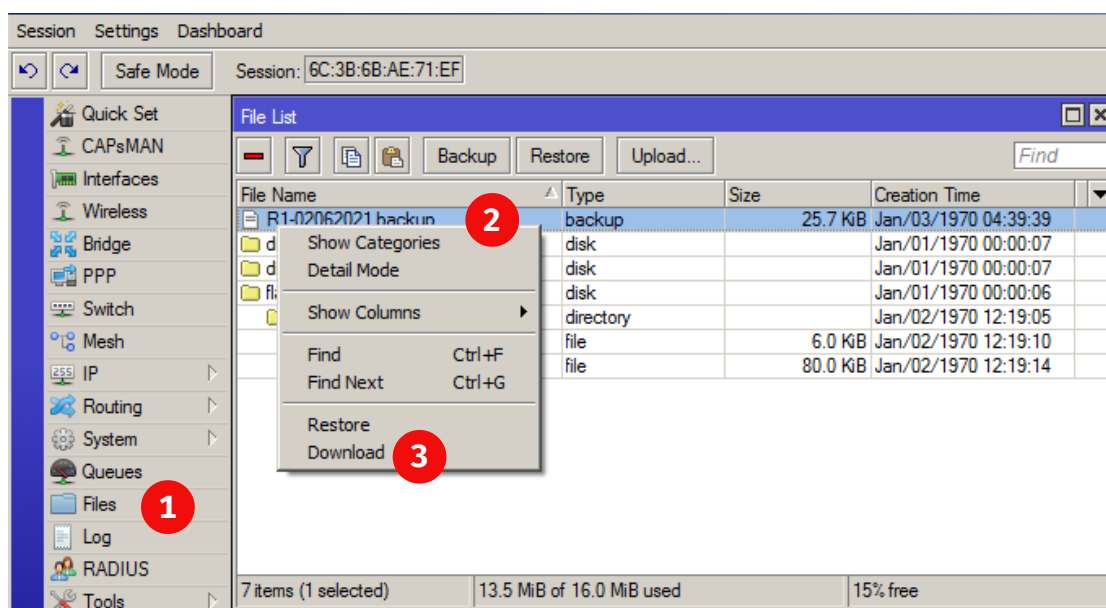 Session Settings Dashboard
Safe Mode Session: 6C:3B:6B:AE:71:EF
Quick Set
CAPsMAN
Interfaces
Wireless
Bridge
PPP
Switch
Mesh
IP
Routing
System
Queues
Files 1
Log
RADIUS
Tools
File List
Backup Restore Upload... Find
File Name Type Size Creation Time
R1-02062021.backup 2 backup 25.7 KiB Jan/03/1970 04:39:39
d disk Jan/01/1970 00:00:07
d disk Jan/01/1970 00:00:07
fl disk Jan/01/1970 00:00:06
directory Jan/02/1970 12:19:05
file 6.0 KiB Jan/02/1970 12:19:10
file 80.0 KiB Jan/02/1970 12:19:14
Show Categories
Detail Mode
Show Columns
Find Ctrl+F
Find Next Ctrl+G
Restore
Download 3
7 items (1 selected) 13.5 MiB of 16.0 MiB used 15% free